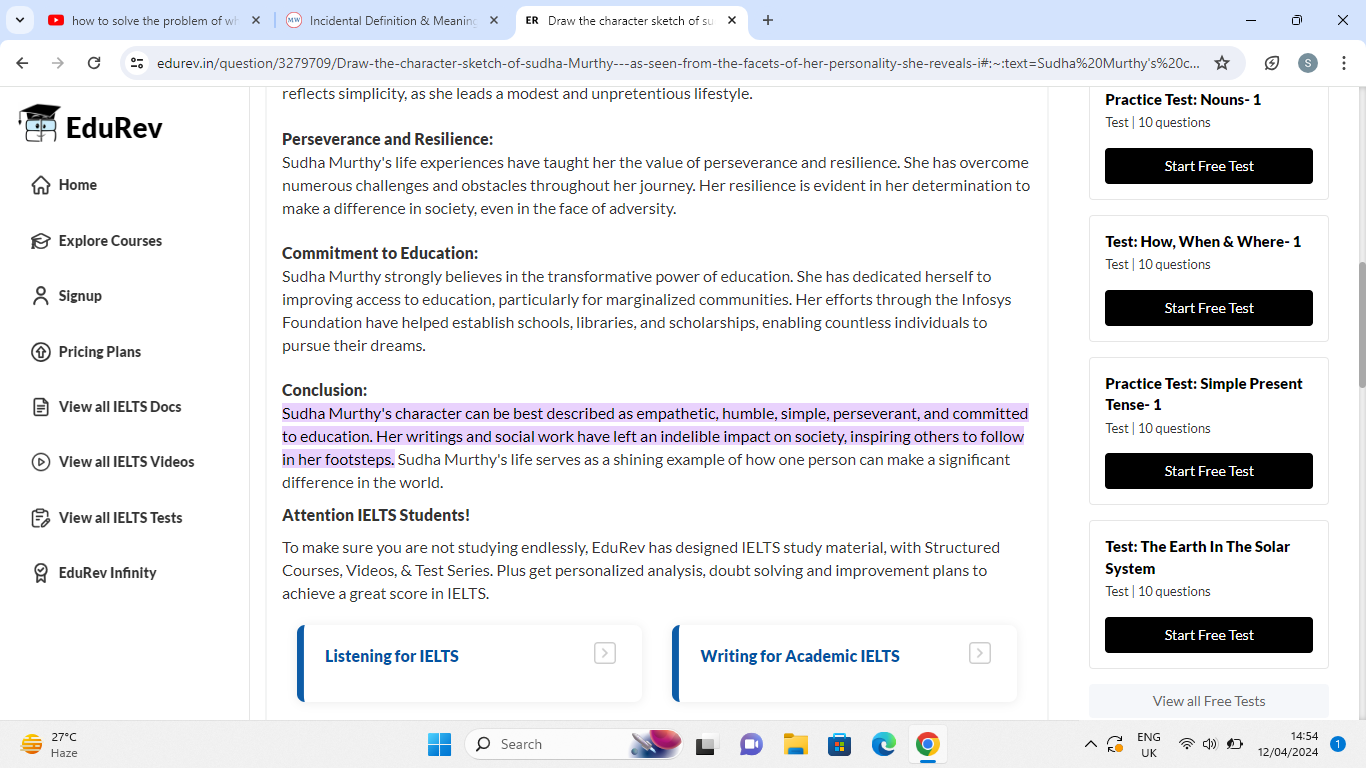 how to solve the problem of wh
Incidental Definition & Meaning
ER Draw the character sketch of su
edurev.in/question/3279709/Draw-the-character-sketch-of-sudha-Murthy---as-seen-from-the-facets-of-her-personality-she-reveals-i#:~:text=Sudha%20Murthy's%20c...
S
EduRev
Home
Explore Courses
Signup
Pricing Plans
View all IELTS Docs
View all IELTS Videos
View all IELTS Tests
EduRev Infinity
reflects simplicity, as she leads a modest and unpretentious lifestyle.
Perseverance and Resilience:
Sudha Murthy's life experiences have taught her the value of perseverance and resilience. She has overcome
numerous challenges and obstacles throughout her journey. Her resilience is evident in her determination to
make a difference in society, even in the face of adversity.
Commitment to Education:
Sudha Murthy strongly believes in the transformative power of education. She has dedicated herself to
improving access to education, particularly for marginalized communities. Her efforts through the Infosys
Foundation have helped establish schools, libraries, and scholarships, enabling countless individuals to
pursue their dreams.
Conclusion:
Sudha Murthy's character can be best described as empathetic, humble, simple, perseverant, and committed
to education. Her writings and social work have left an indelible impact on society, inspiring others to follow
in her footsteps. Sudha Murthy's life serves as a shining example of how one person can make a significant
difference in the world.
Attention IELTS Students!
To make sure you are not studying endlessly, EduRev has designed IELTS study material, with Structured
Courses, Videos, & Test Series. Plus get personalized analysis, doubt solving and improvement plans to
achieve a great score in IELTS.
Listening for IELTS
Writing for Academic IELTS
Practice Test: Nouns- 1
Test | 10 questions
Start Free Test
Test: How, When & Where- 1
Test | 10 questions
Start Free Test
Practice Test: Simple Present
Tense- 1
Test | 10 questions
Start Free Test
Test: The Earth In The Solar
System
Test | 10 questions
Start Free Test
View all Free Tests
27°C
Haze
Search
ENG
UK
14:54
12/04/2024
1